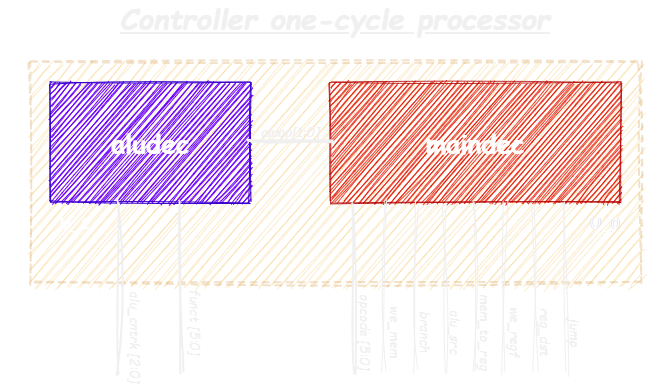 Controller one-cycle processor
aludec
maindec
aluop[1:0]
alu_cntrl [2:0]
funct [5:0]
opcode [5:0]
we_mem
branch
alu_src
mem_to_reg
we_regf
reg_dst
jump